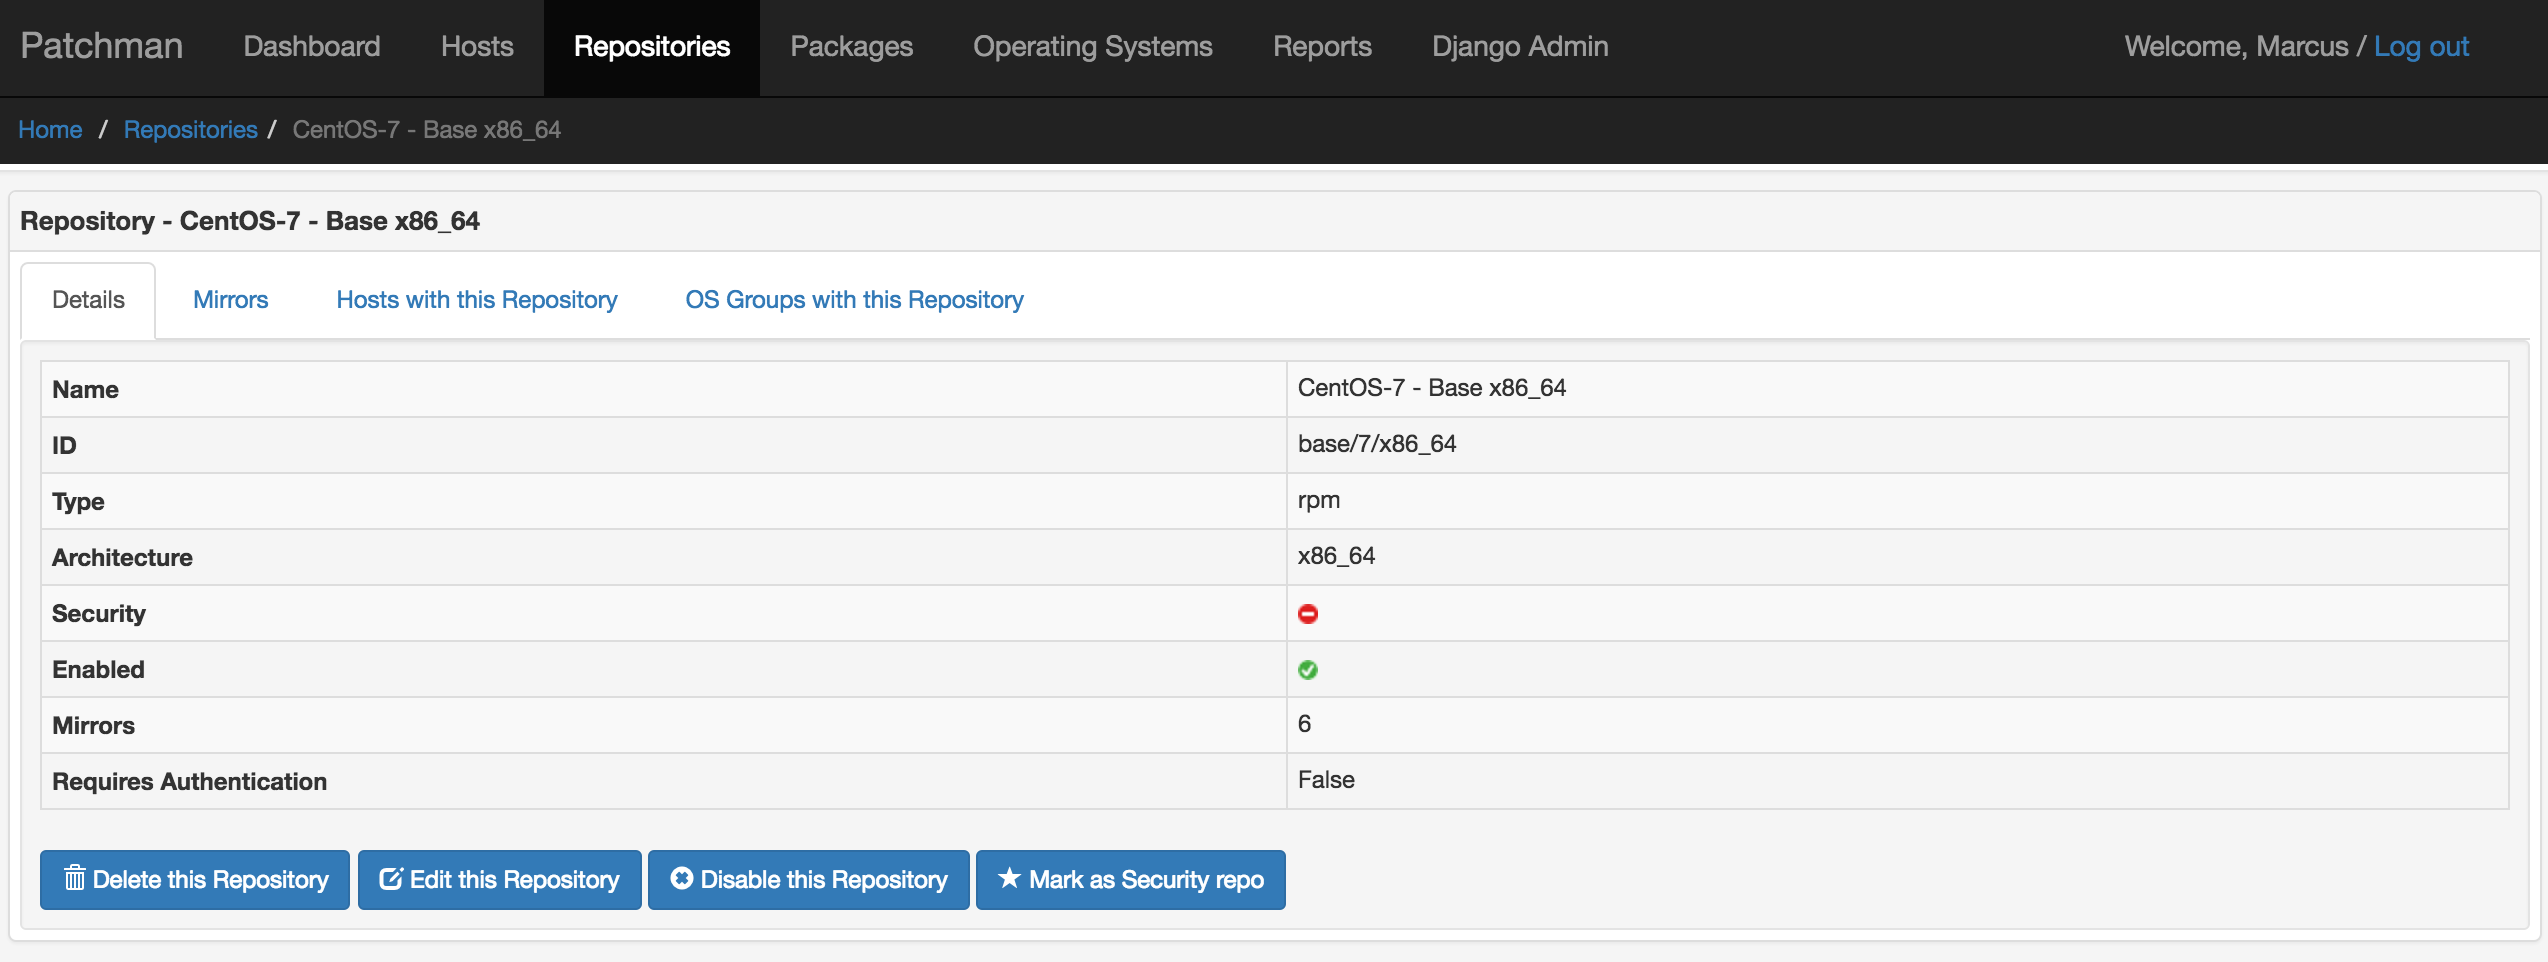 Patchman Dashboard Hosts Repositories Packages Operating Systems Reports Django Admin Welcome, Marcus / Log out
Home / Repositories / CentOS-7 - Base x86_64
Repository - CentOS-7 - Base x86_64
Details Mirrors Hosts with this Repository OS Groups with this Repository
Name CentOS-7 - Base x86_64
ID base/7/x86_64
Type rpm
Architecture x86_64
Security
Enabled
Mirrors 6
Requires Authentication False
Delete this Repository Edit this Repository Disable this Repository Mark as Security repo